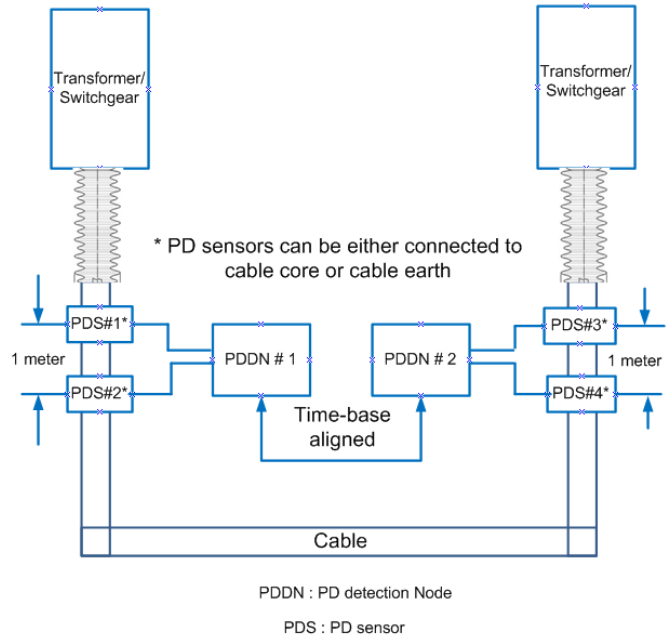 Transformer/
Switchgear
Transformer/
Switchgear
* PD sensors can be either connected to
cable core or cable earth
PDS#1*
PDS#3*
1 meter
PDDN # 1
PDDN # 2
1 meter
PDS#2*
PDS#4*
Time-base
aligned
Cable
PDDN : PD detection Node
PDS : PD sensor